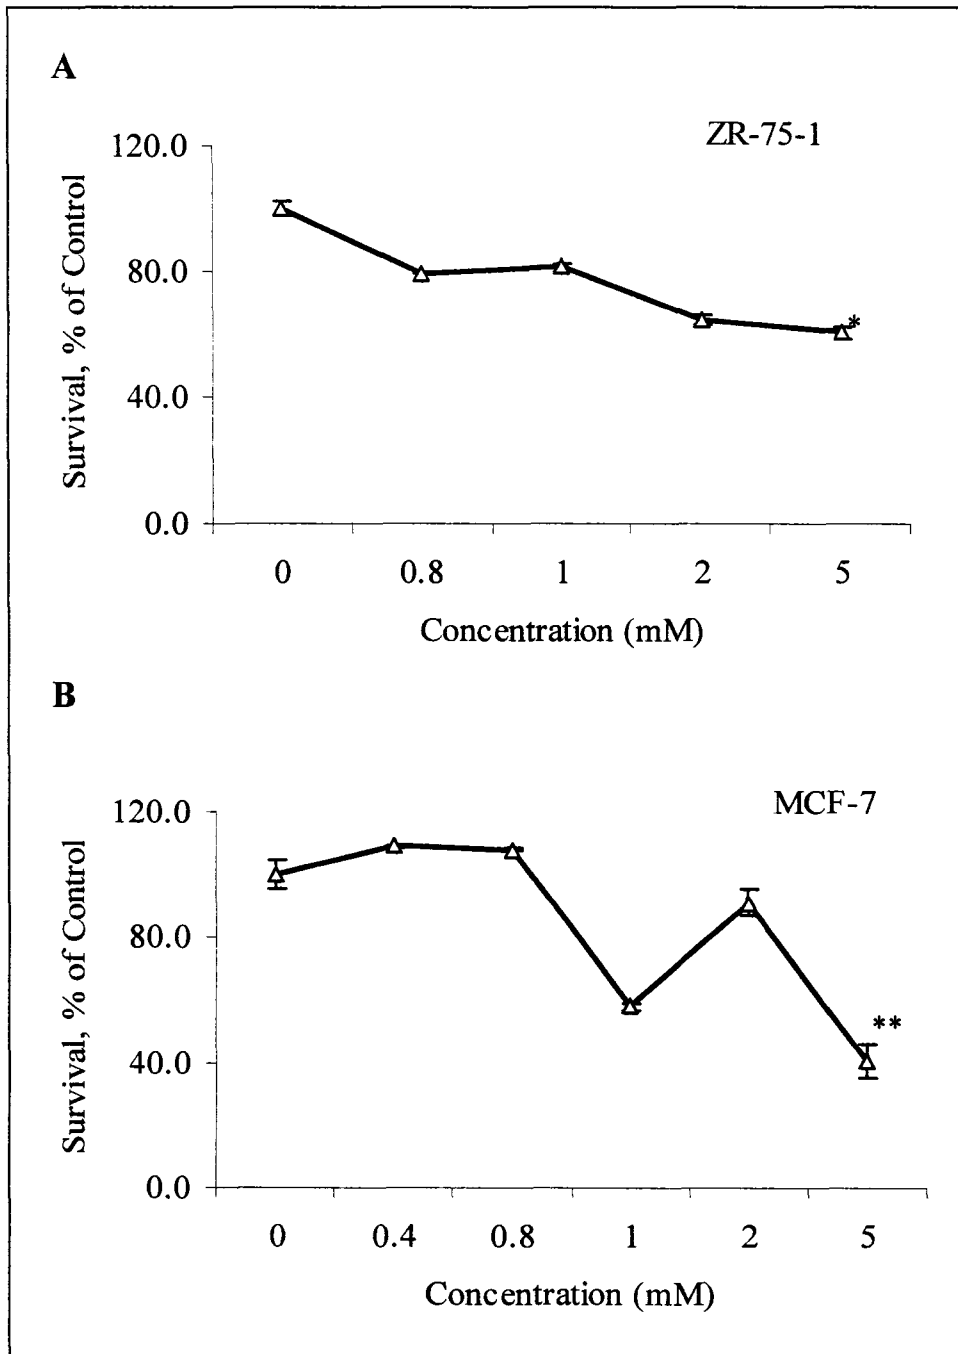 A
ZR-75-1
120.0
80.0
40.0
0.0
Survival, % of Control
*
0 0.8 1 2 5
Concentration (mM)
B
MCF-7
120.0
80.0
40.0
0.0
Survival, % of Control
**
0 0.4 0.8 1 2 5
Concentration (mM)